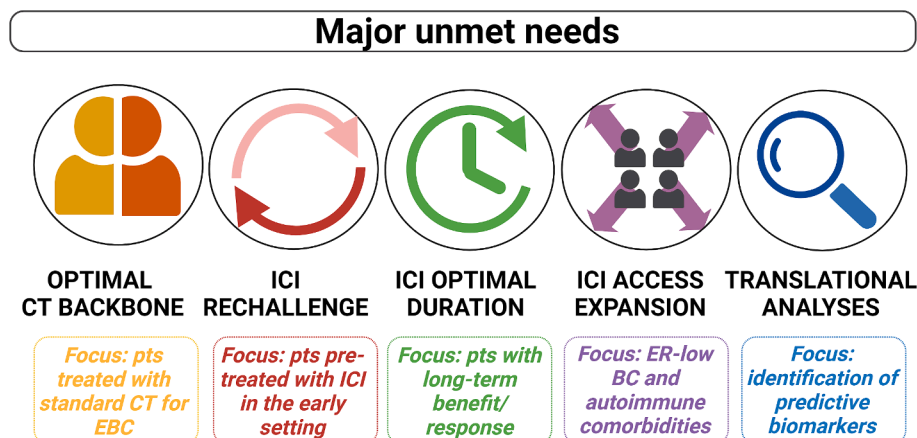 Major unmet needs
OPTIMAL
CT BACKBONE
ICI
RECHALLENGE
ICI OPTIMAL
DURATION
ICI ACCESS
EXPANSION
TRANSLATIONAL
ANALYSES
Focus: pts
treated with
standard CT for
EBC
Focus: pts pre-
treated with ICI
in the early
setting
Focus: pts with
long-term
benefit/
response
Focus: ER-low
BC and
autoimmune
comorbidities
Focus:
identification of
predictive
biomarkers